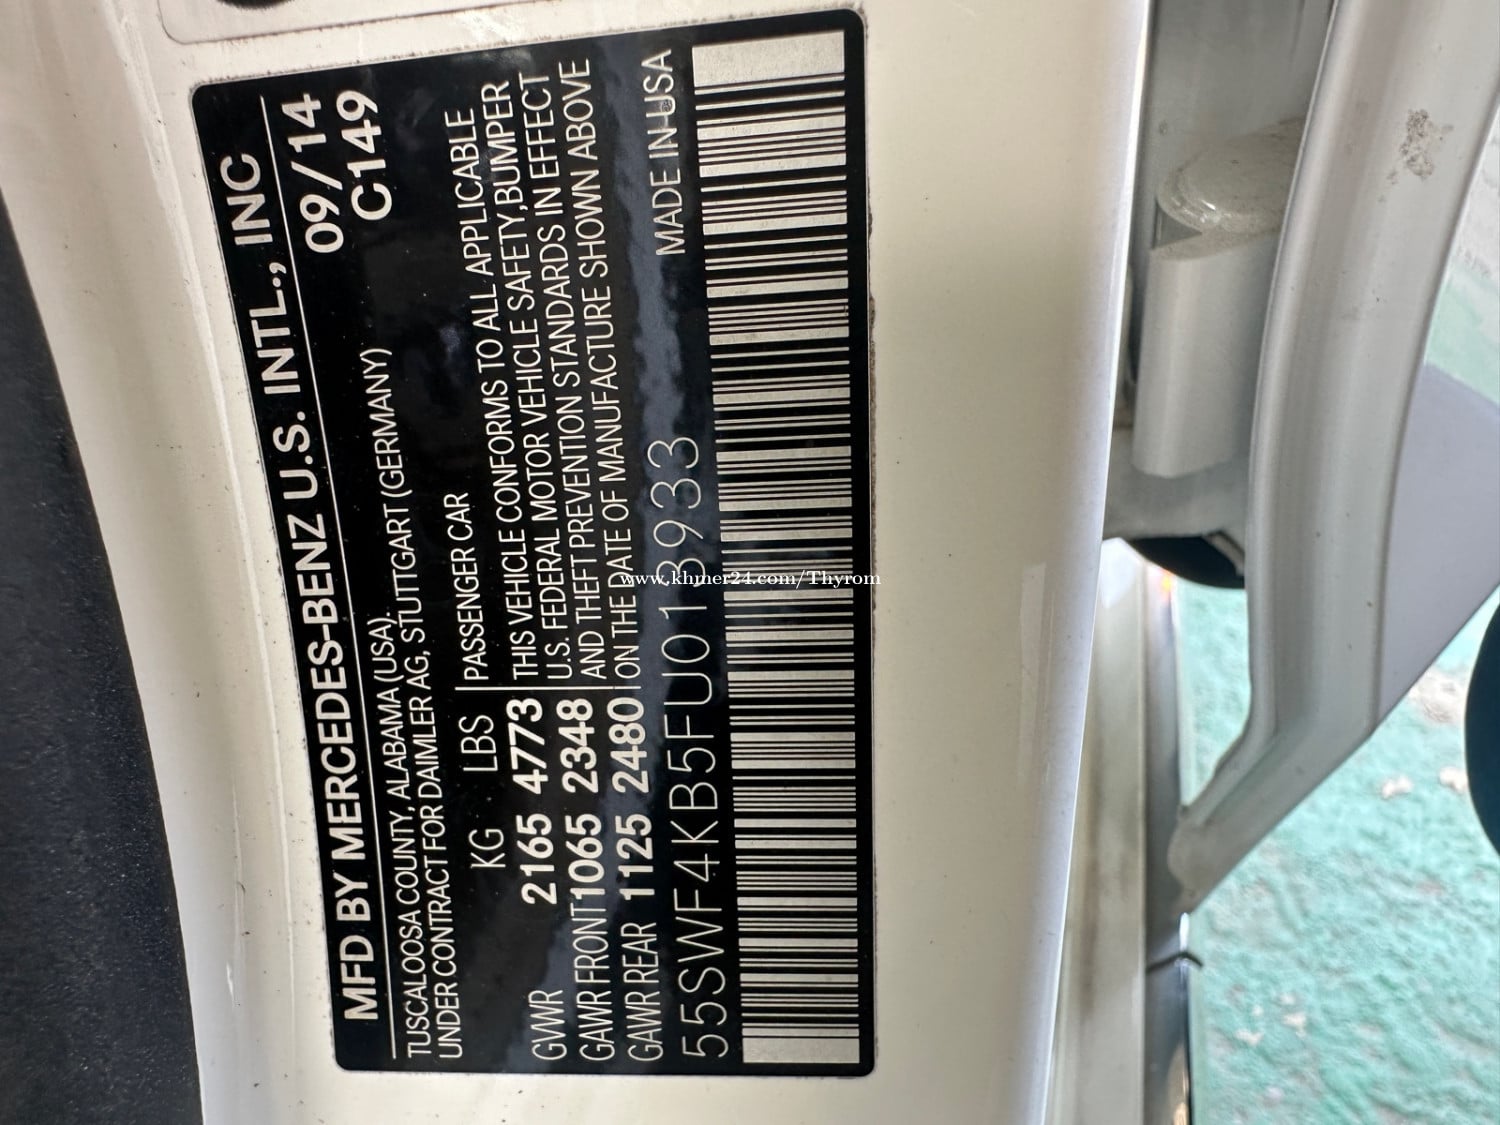 MFD BY MERCEDES-BENZ U.S. INTL., INC
TUSCALOOSA COUNTY, ALABAMA (USA). 09/14
UNDER CONTRACT FOR DAIMLER AG, STUTTGART (GERMANY) C149
KG LBS PASSENGER CAR
GVWR 2165 4773 THIS VEHICLE CONFORMS TO ALL APPLICABLE
GAWR FRONT 1065 2348 U.S. FEDERAL MOTOR VEHICLE SAFETY,BUMPER
GAWR REAR 1125 2480 AND THEFT PREVENTION STANDARDS IN EFFECT
ON THE DATE OF MANUFACTURE SHOWN ABOVE
55SWF4KB5FU013933 MADE IN USA
www.khmer24.com/Thyrom